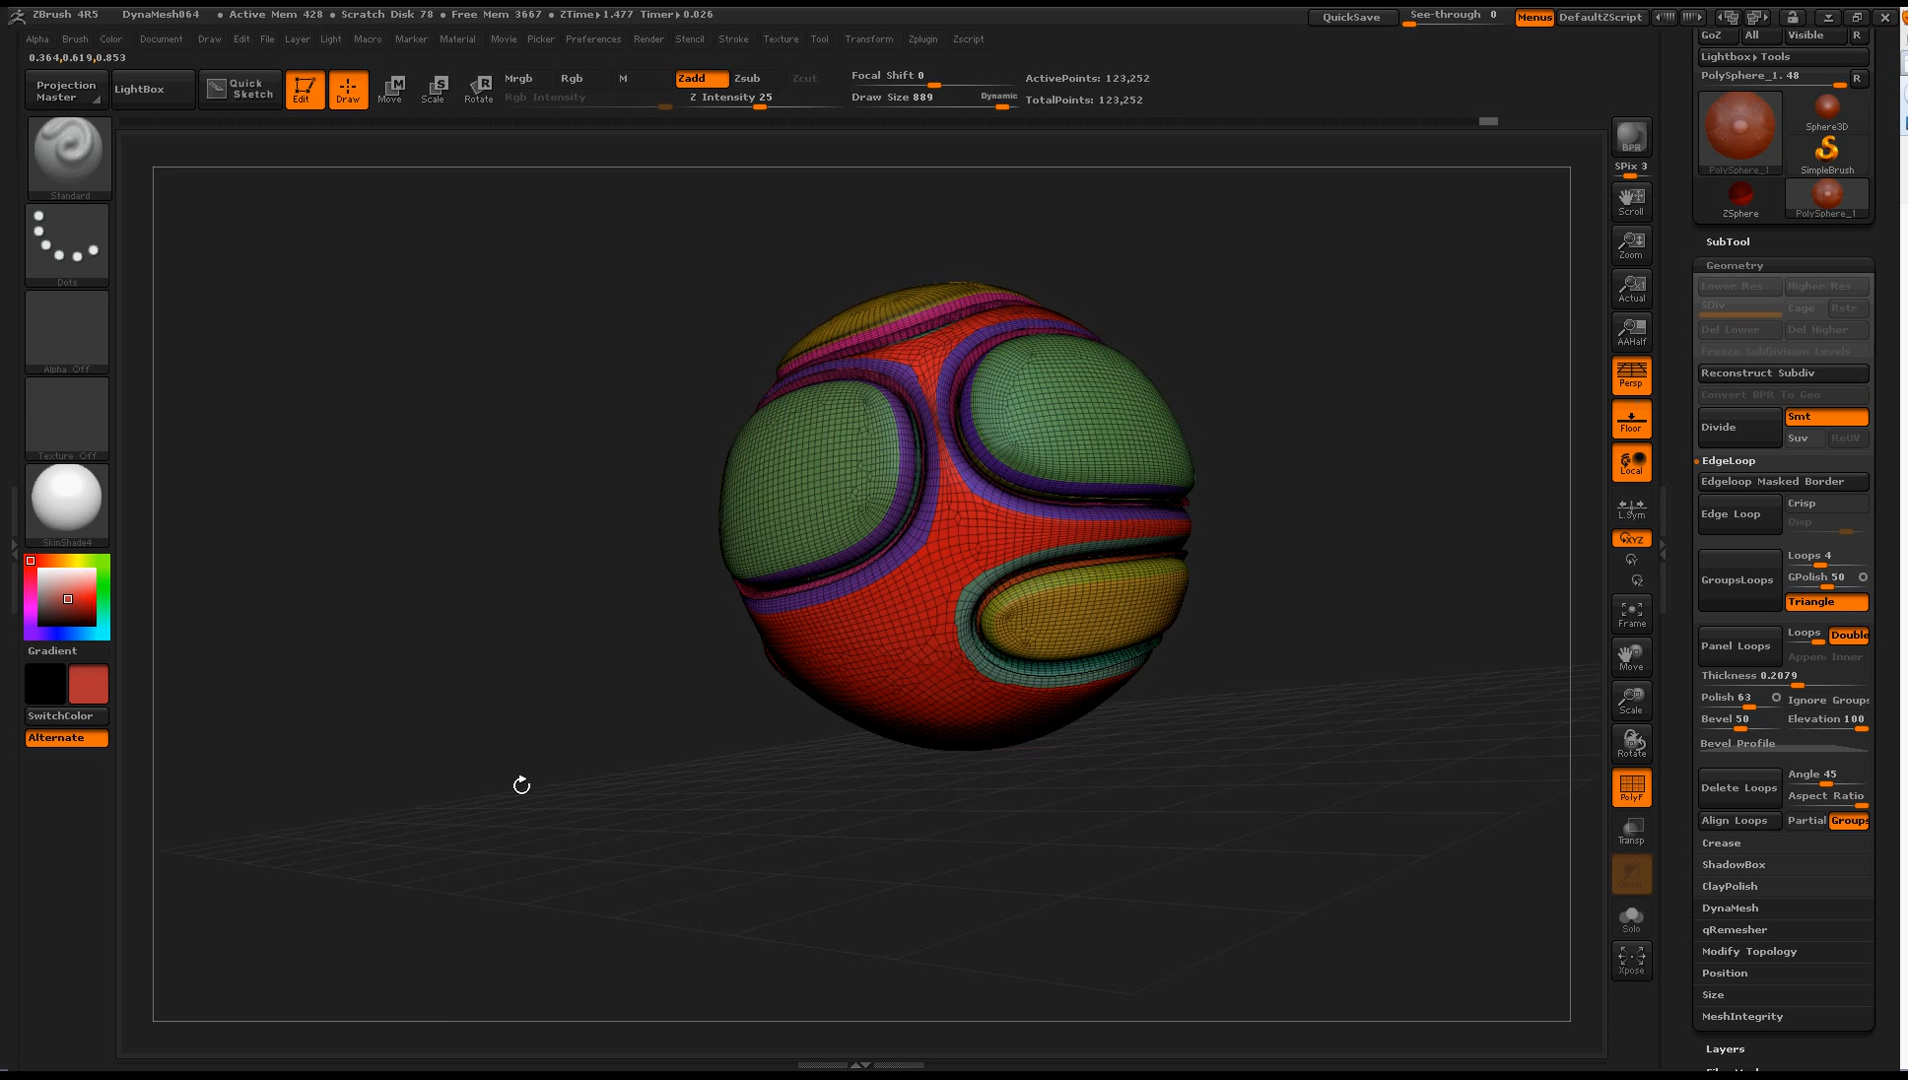 ZBrush 4R5 DynaMesh064 • Active Mem 428 • Scratch Disk 78 • Free Mem 3667 • ZTime▸1.477 Timer▸0.026
QuickSave See-through 0 Menus DefaultZScript
Alpha Brush Color Document Draw Edit File Layer Light Macro Marker Material Movie Picker Preferences Render Stencil Stroke Texture Tool Transform Zplugin Zscript
0.364,0.619,0.853
Projection Master
LightBox
Quick Sketch
Edit
Draw
Move
Scale
Rotate
Mrgb Rgb M Zadd Zsub Zcut
Rgb Intensity Z Intensity 25
Focal Shift 0
Draw Size 889 Dynamic
ActivePoints: 123,252
TotalPoints: 123,252
Standard
Dots
Alpha Off
Texture Off
SkinShade4
Gradient
SwitchColor
Alternate
BPR
SPix 3
Scroll
Zoom
Actual
AAHalf
Persp
Floor
Local
L.Sym
XYZ
Frame
Move
Scale
Rotate
PolyF
Transp
Ghost
Solo
Xpose
GoZ All Visible R
Lightbox▸Tools
PolySphere_1. 48 R
PolySphere_1
Sphere3D
SimpleBrush
ZSphere
PolySphere_1
SubTool
Geometry
Lower Res Higher Res
SDiv Cage Rstr
Del Lower Del Higher
Freeze SubDivision Levels
Reconstruct Subdiv
Convert BPR To Geo
Divide Smt
Suv ReUV
EdgeLoop
Edgeloop Masked Border
Edge Loop Crisp
Disp
GroupsLoops Loops 4
GPolish 50
Triangle
Panel Loops Loops Double
Appen Inner
Thickness 0.2079
Polish 63 Ignore Groups
Bevel 50 Elevation 100
Bevel Profile
Delete Loops Angle 45
Aspect Ratio
Align Loops Partial Groups
Crease
ShadowBox
ClayPolish
DynaMesh
qRemesher
Modify Topology
Position
Size
MeshIntegrity
Layers